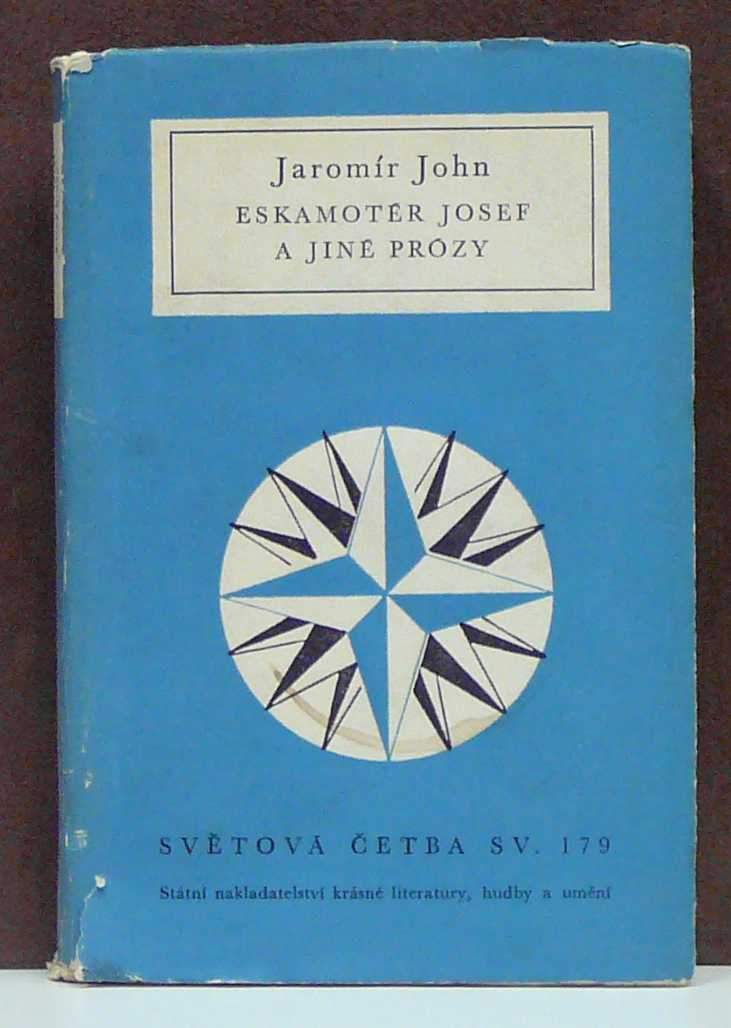 Jaromír John
ESKAMOTÉR JOSEF
A JINÉ PRÓZY
SVĚTOVÁ ČETBA SV. 179
Státní nakladatelství krásné literatury, hudby a umění